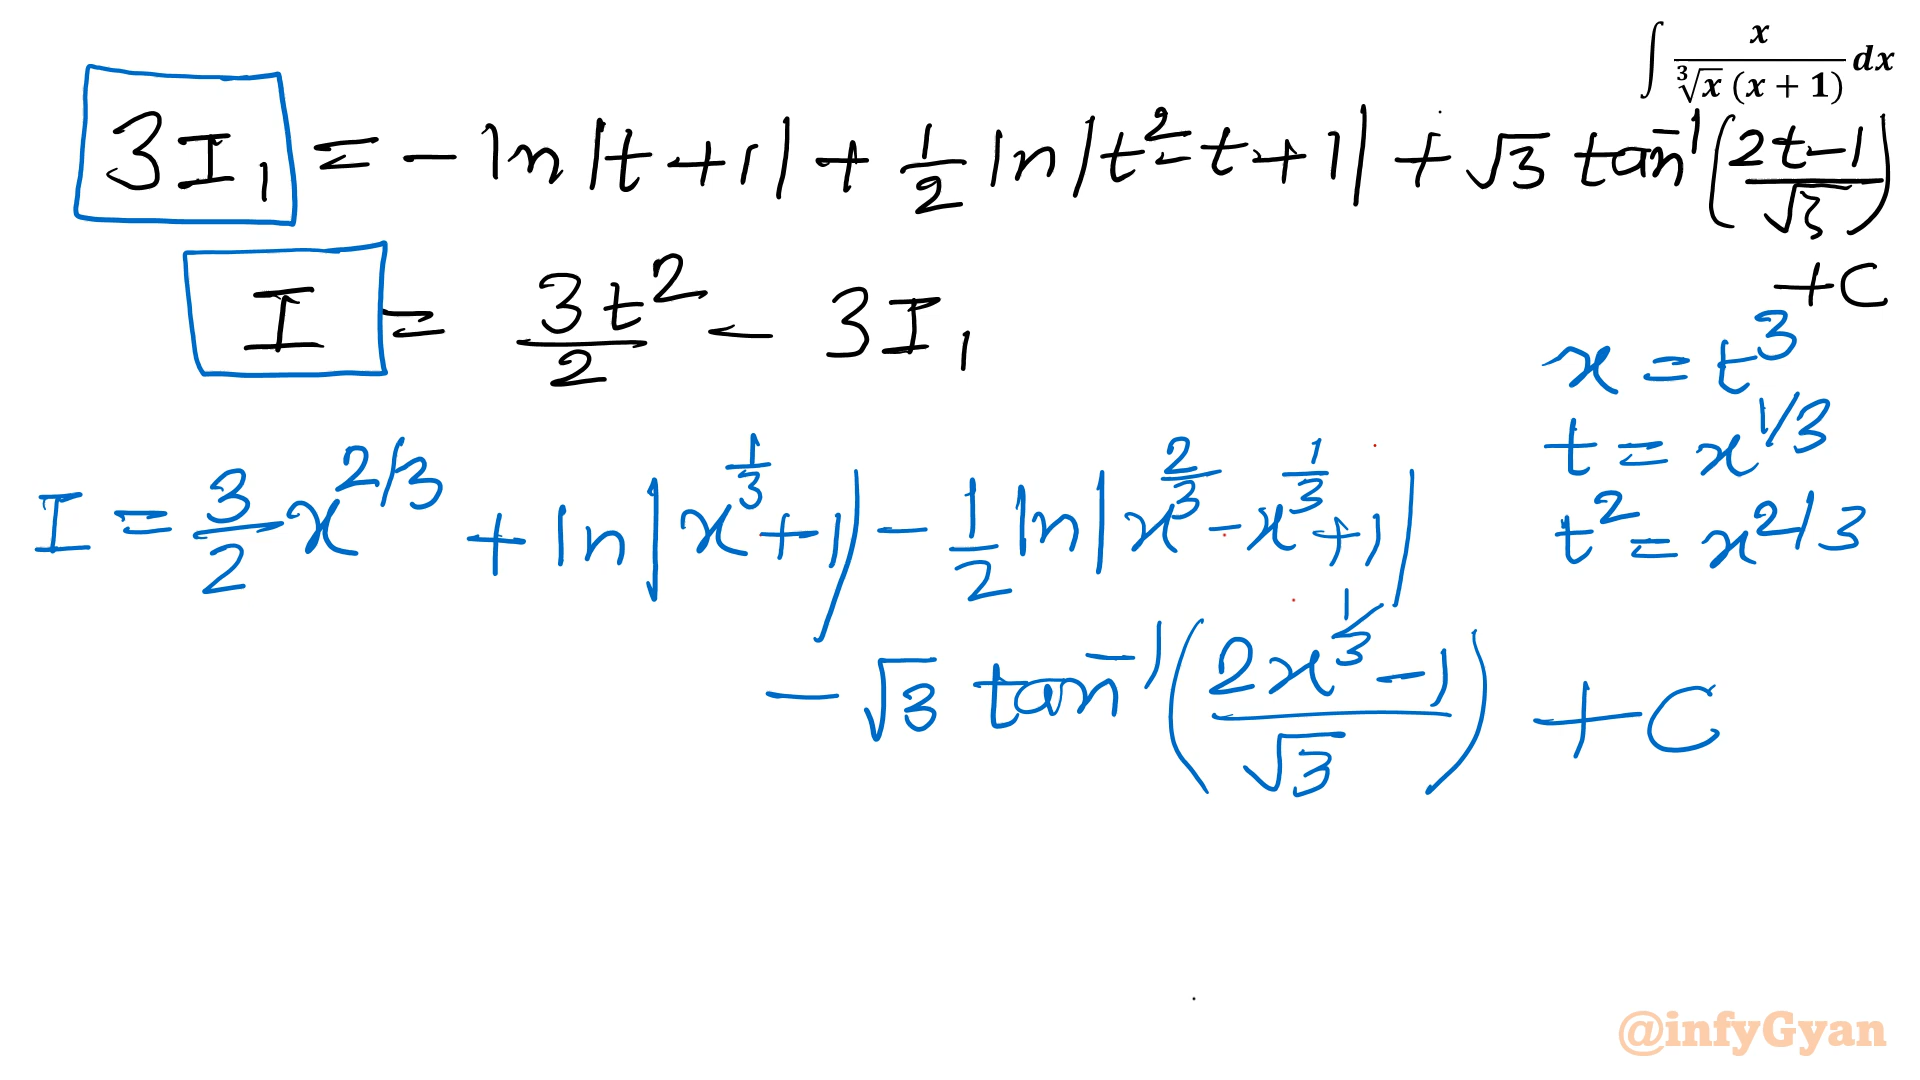 ∫ x / ∛x (x + 1) dx
3I₁ = − ln|t+1| + 1/2 ln|t²−t+1| + √3 tan⁻¹((2t−1)/√3)
+C
I = 3t²/2 − 3I₁
x = t³
t = x^1/3
t² = x^2/3
I = 3/2 x^2/3 + ln|x^1/3+1| − 1/2 ln|x^2/3 − x^1/3 + 1|
− √3 tan⁻¹((2x^1/3 − 1)/√3) + C
@infyGyan